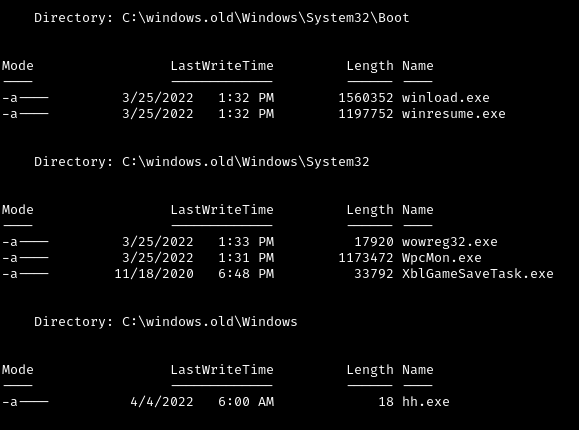 Directory: C:\windows.old\Windows\System32\Boot
Mode LastWriteTime Length Name
---- ------------- ------ ----
-a---- 3/25/2022 1:32 PM 1560352 winload.exe
-a---- 3/25/2022 1:32 PM 1197752 winresume.exe
Directory: C:\windows.old\Windows\System32
Mode LastWriteTime Length Name
---- ------------- ------ ----
-a---- 3/25/2022 1:33 PM 17920 wowreg32.exe
-a---- 3/25/2022 1:31 PM 1173472 WpcMon.exe
-a---- 11/18/2020 6:48 PM 33792 XblGameSaveTask.exe
Directory: C:\windows.old\Windows
Mode LastWriteTime Length Name
---- ------------- ------ ----
-a---- 4/4/2022 6:00 AM 18 hh.exe